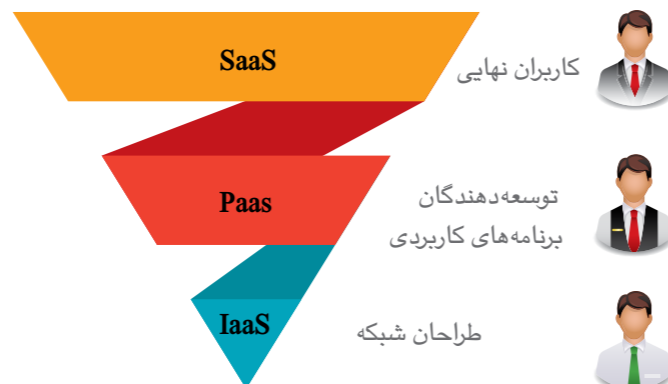 SaaS
کاربران نهایی
Paas
توسعه‌دهندگان
برنامه‌های کاربردی
IaaS
طراحان شبکه